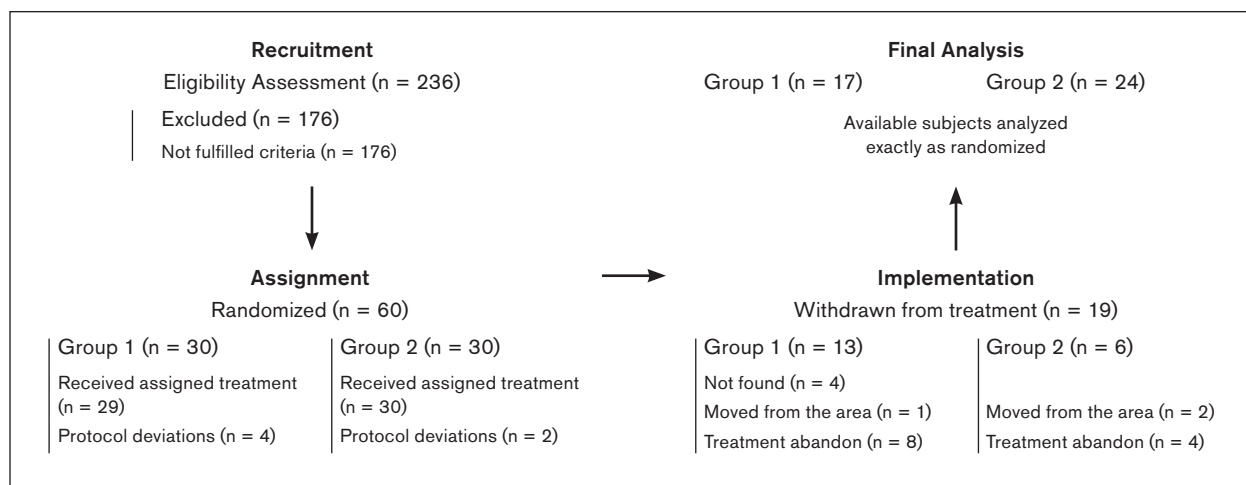 Recruitment
Eligibility Assessment (n = 236)
Excluded (n = 176)
Not fulfilled criteria (n = 176)
Assignment
Randomized (n = 60)
Group 1 (n = 30)
Received assigned treatment
(n = 29)
Protocol deviations (n = 4)
Group 2 (n = 30)
Received assigned treatment
(n = 30)
Protocol deviations (n = 2)
Implementation
Withdrawn from treatment (n = 19)
Group 1 (n = 13)
Not found (n = 4)
Moved from the area (n = 1)
Treatment abandon (n = 8)
Group 2 (n = 6)
Moved from the area (n = 2)
Treatment abandon (n = 4)
Final Analysis
Group 1 (n = 17)
Group 2 (n = 24)
Available subjects analyzed
exactly as randomized